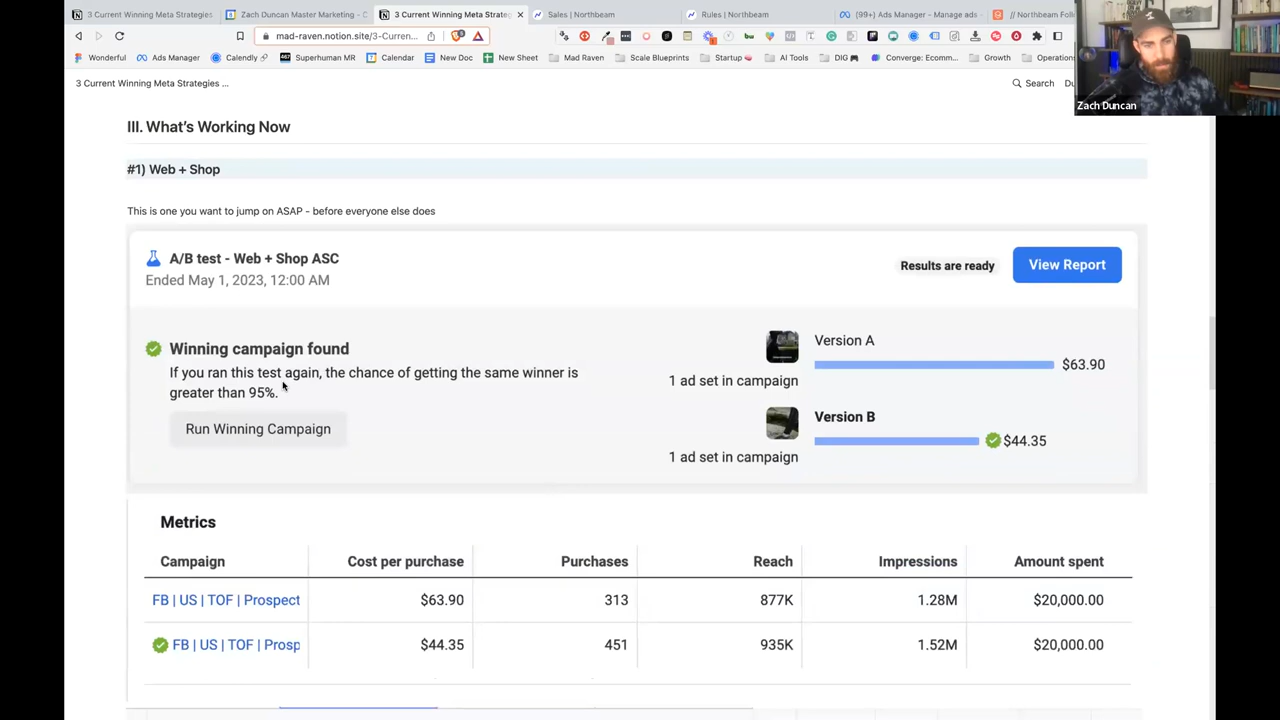 3 Current Winning Meta Strategies
Zach Duncan Master Marketing - C
3 Current Winning Meta Strate
Sales | Northbeam
Rules | Northbeam
(99+) Ads Manager - Manage ads
// Northbeam Follow
mad-raven.notion.site/3-Curren...
Wonderful
Ads Manager
Calendly
Superhuman MR
Calendar
New Doc
New Sheet
Mad Raven
Scale Blueprints
Startup
AI Tools
DIG
Converge: Ecomm...
Growth
Operations
3 Current Winning Meta Strategies ...
Search
Du
Zach Duncan
III. What's Working Now
#1) Web + Shop
This is one you want to jump on ASAP - before everyone else does
A/B test - Web + Shop ASC
Ended May 1, 2023, 12:00 AM
Results are ready
View Report
Winning campaign found
If you ran this test again, the chance of getting the same winner is
greater than 95%.
Run Winning Campaign
Version A
$63.90
1 ad set in campaign
Version B
$44.35
1 ad set in campaign
Metrics
Campaign Cost per purchase Purchases Reach Impressions Amount spent
FB | US | TOF | Prospect $63.90 313 877K 1.28M $20,000.00
FB | US | TOF | Prosp $44.35 451 935K 1.52M $20,000.00